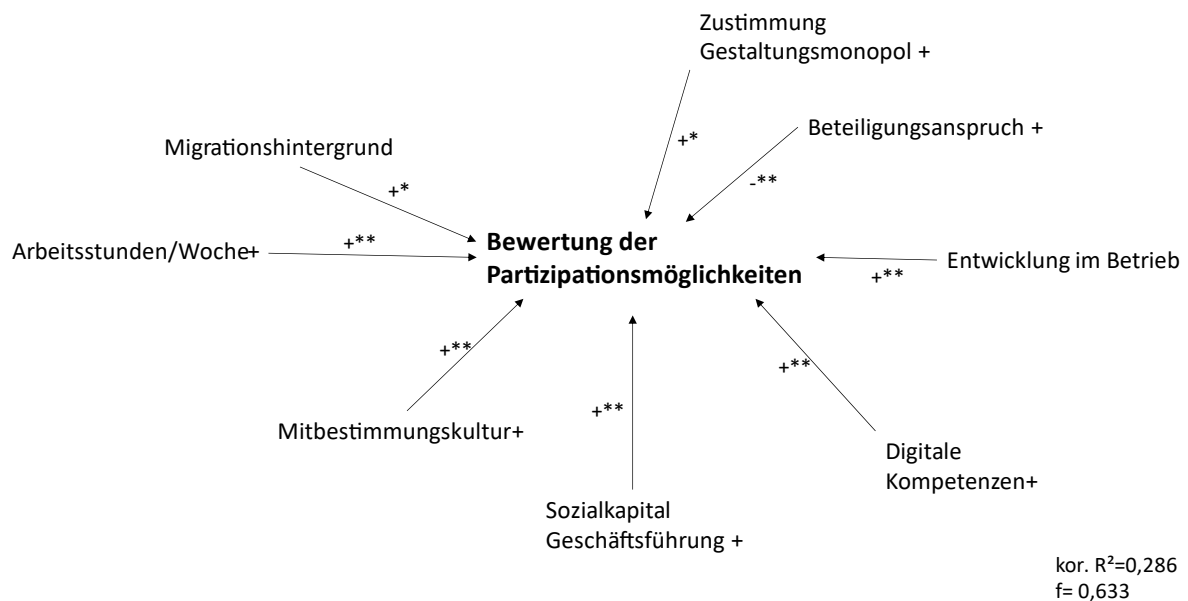 Zustimmung
Gestaltungsmonopol +
+*
Beteiligungsanspruch +
-**
Migrationshintergrund
+*
Arbeitsstunden/Woche+
+**
Bewertung der
Partizipationsmöglichkeiten
Entwicklung im Betrieb
+**
+**
Mitbestimmungskultur+
+**
Sozialkapital
Geschäftsführung +
+**
Digitale
Kompetenzen+
kor. R²=0,286
f= 0,633